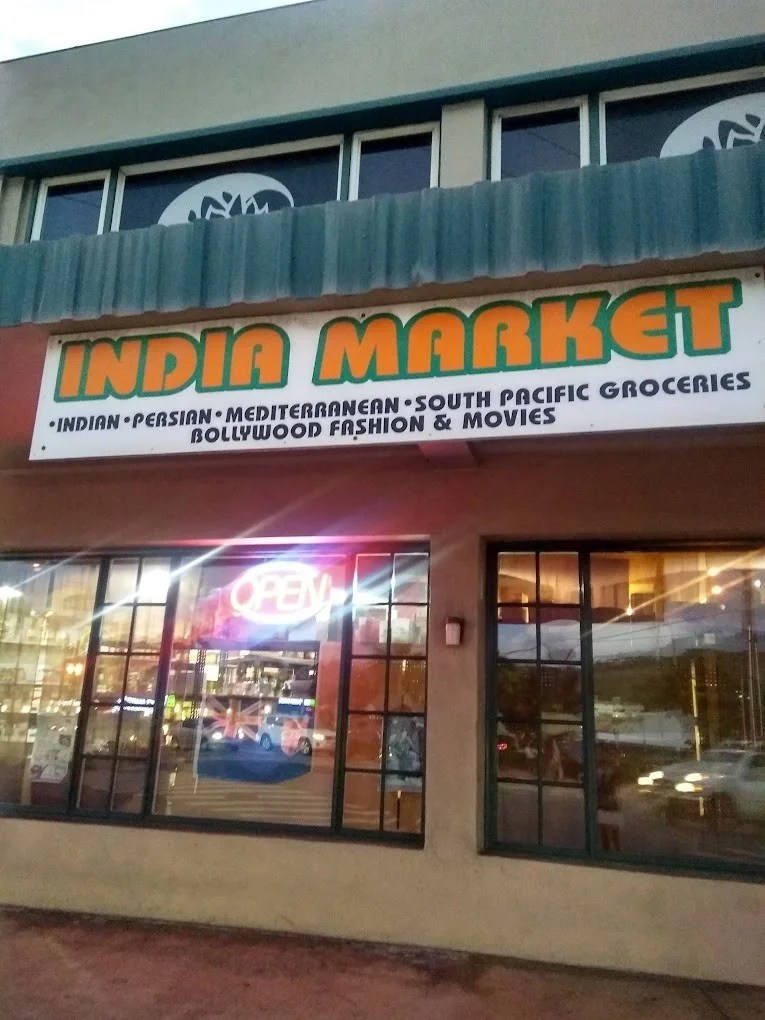 INDIA MARKET
•INDIAN•PERSIAN•MEDITERRANEAN•SOUTH PACIFIC GROCERIES
BOLLYWOOD FASHION & MOVIES
OPEN